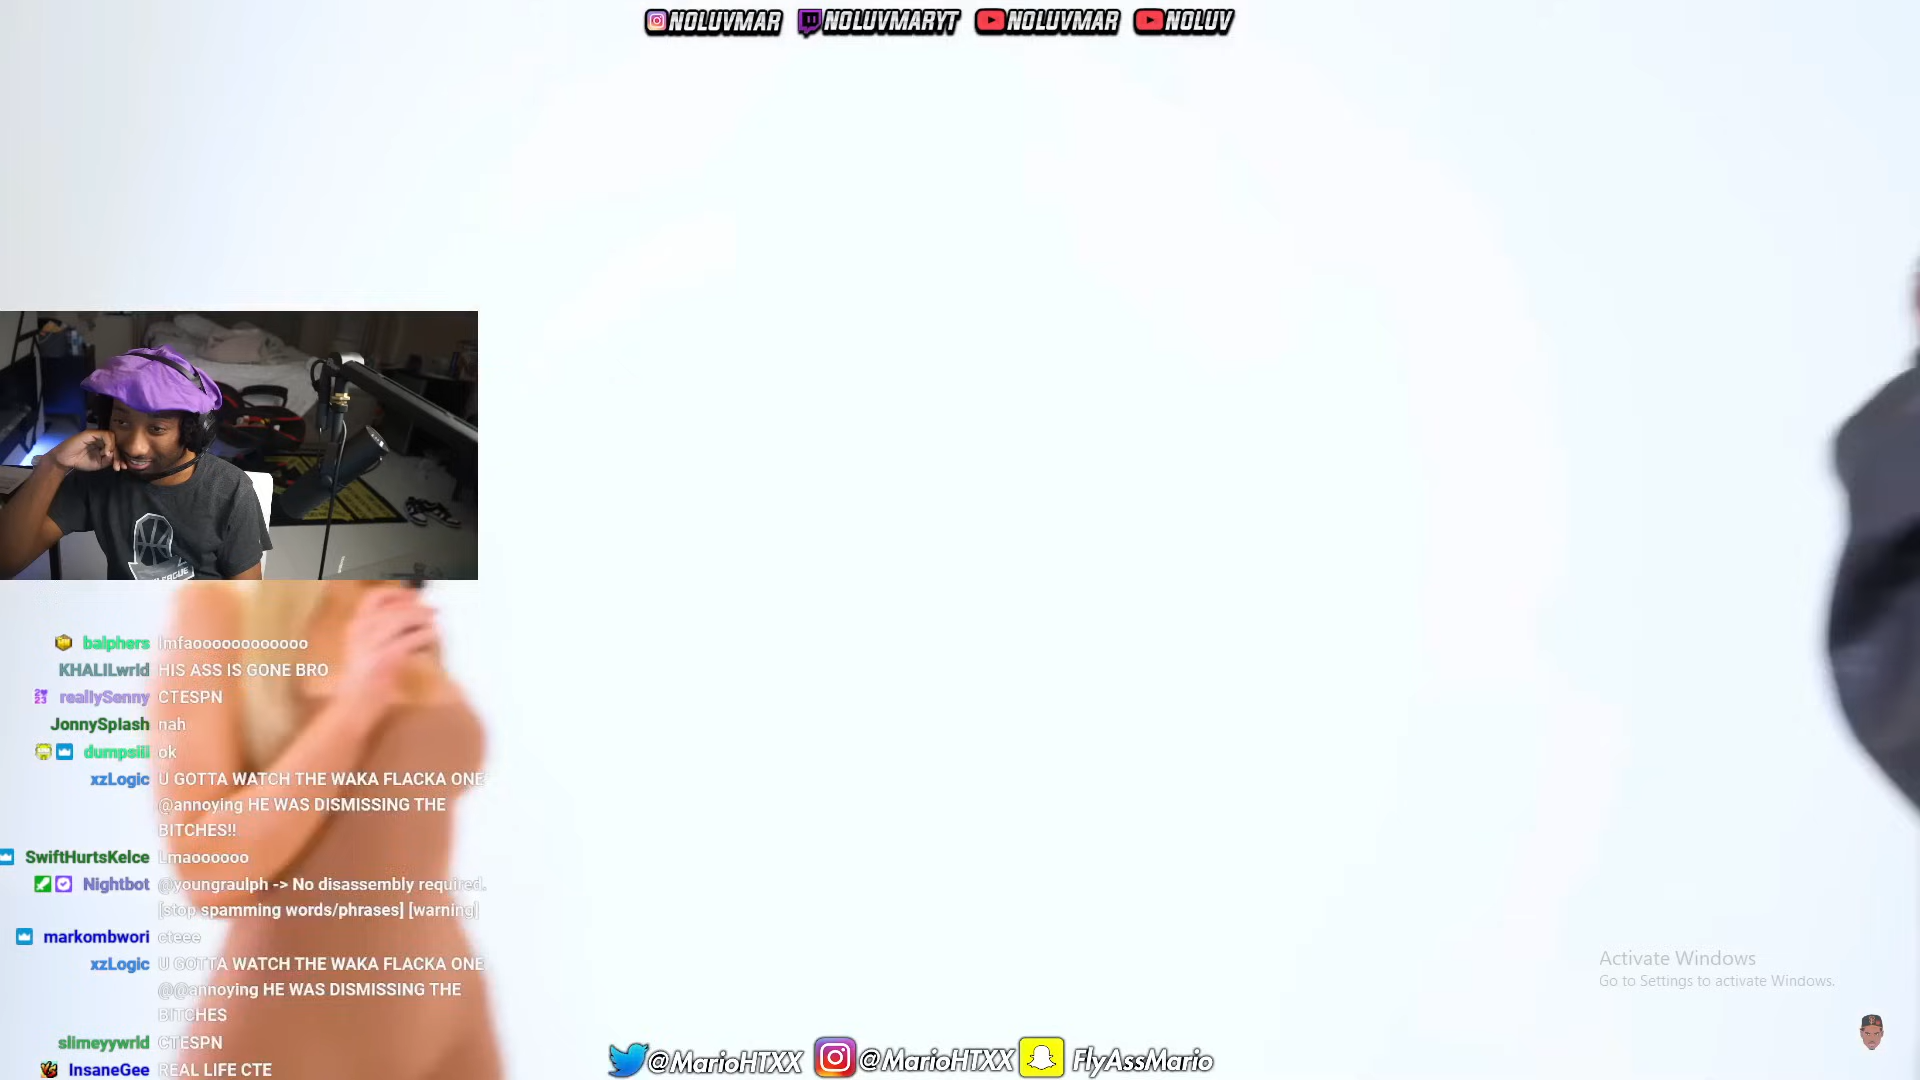 NOLUVMAR NOLUVMARYT NOLUVMAR NOLUV
balphers lmfaoooooooooooo
KHALILwrld HIS ASS IS GONE BRO
reallySenny CTESPN
JonnySplash nah
dumpsiii ok
xzLogic U GOTTA WATCH THE WAKA FLACKA ONE
@annoying HE WAS DISMISSING THE
BITCHES!!
SwiftHurtsKelce Lmaoooooo
Nightbot @youngraulph -> No disassembly required.
[stop spamming words/phrases] [warning]
markombwori cteee
xzLogic U GOTTA WATCH THE WAKA FLACKA ONE
@@annoying HE WAS DISMISSING THE
BITCHES
slimeyywrld CTESPN
InsaneGee REAL LIFE CTE
Activate Windows
Go to Settings to activate Windows.
@MarioHTXX @MarioHTXX FlyAssMario